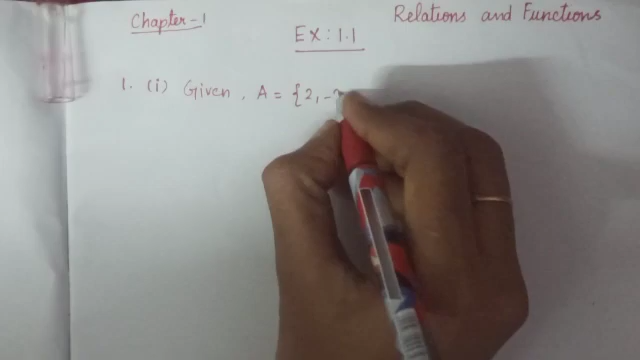 Chapter-1
Relations and Functions
Ex: 1.1
1. (i) Given, A = {2, -